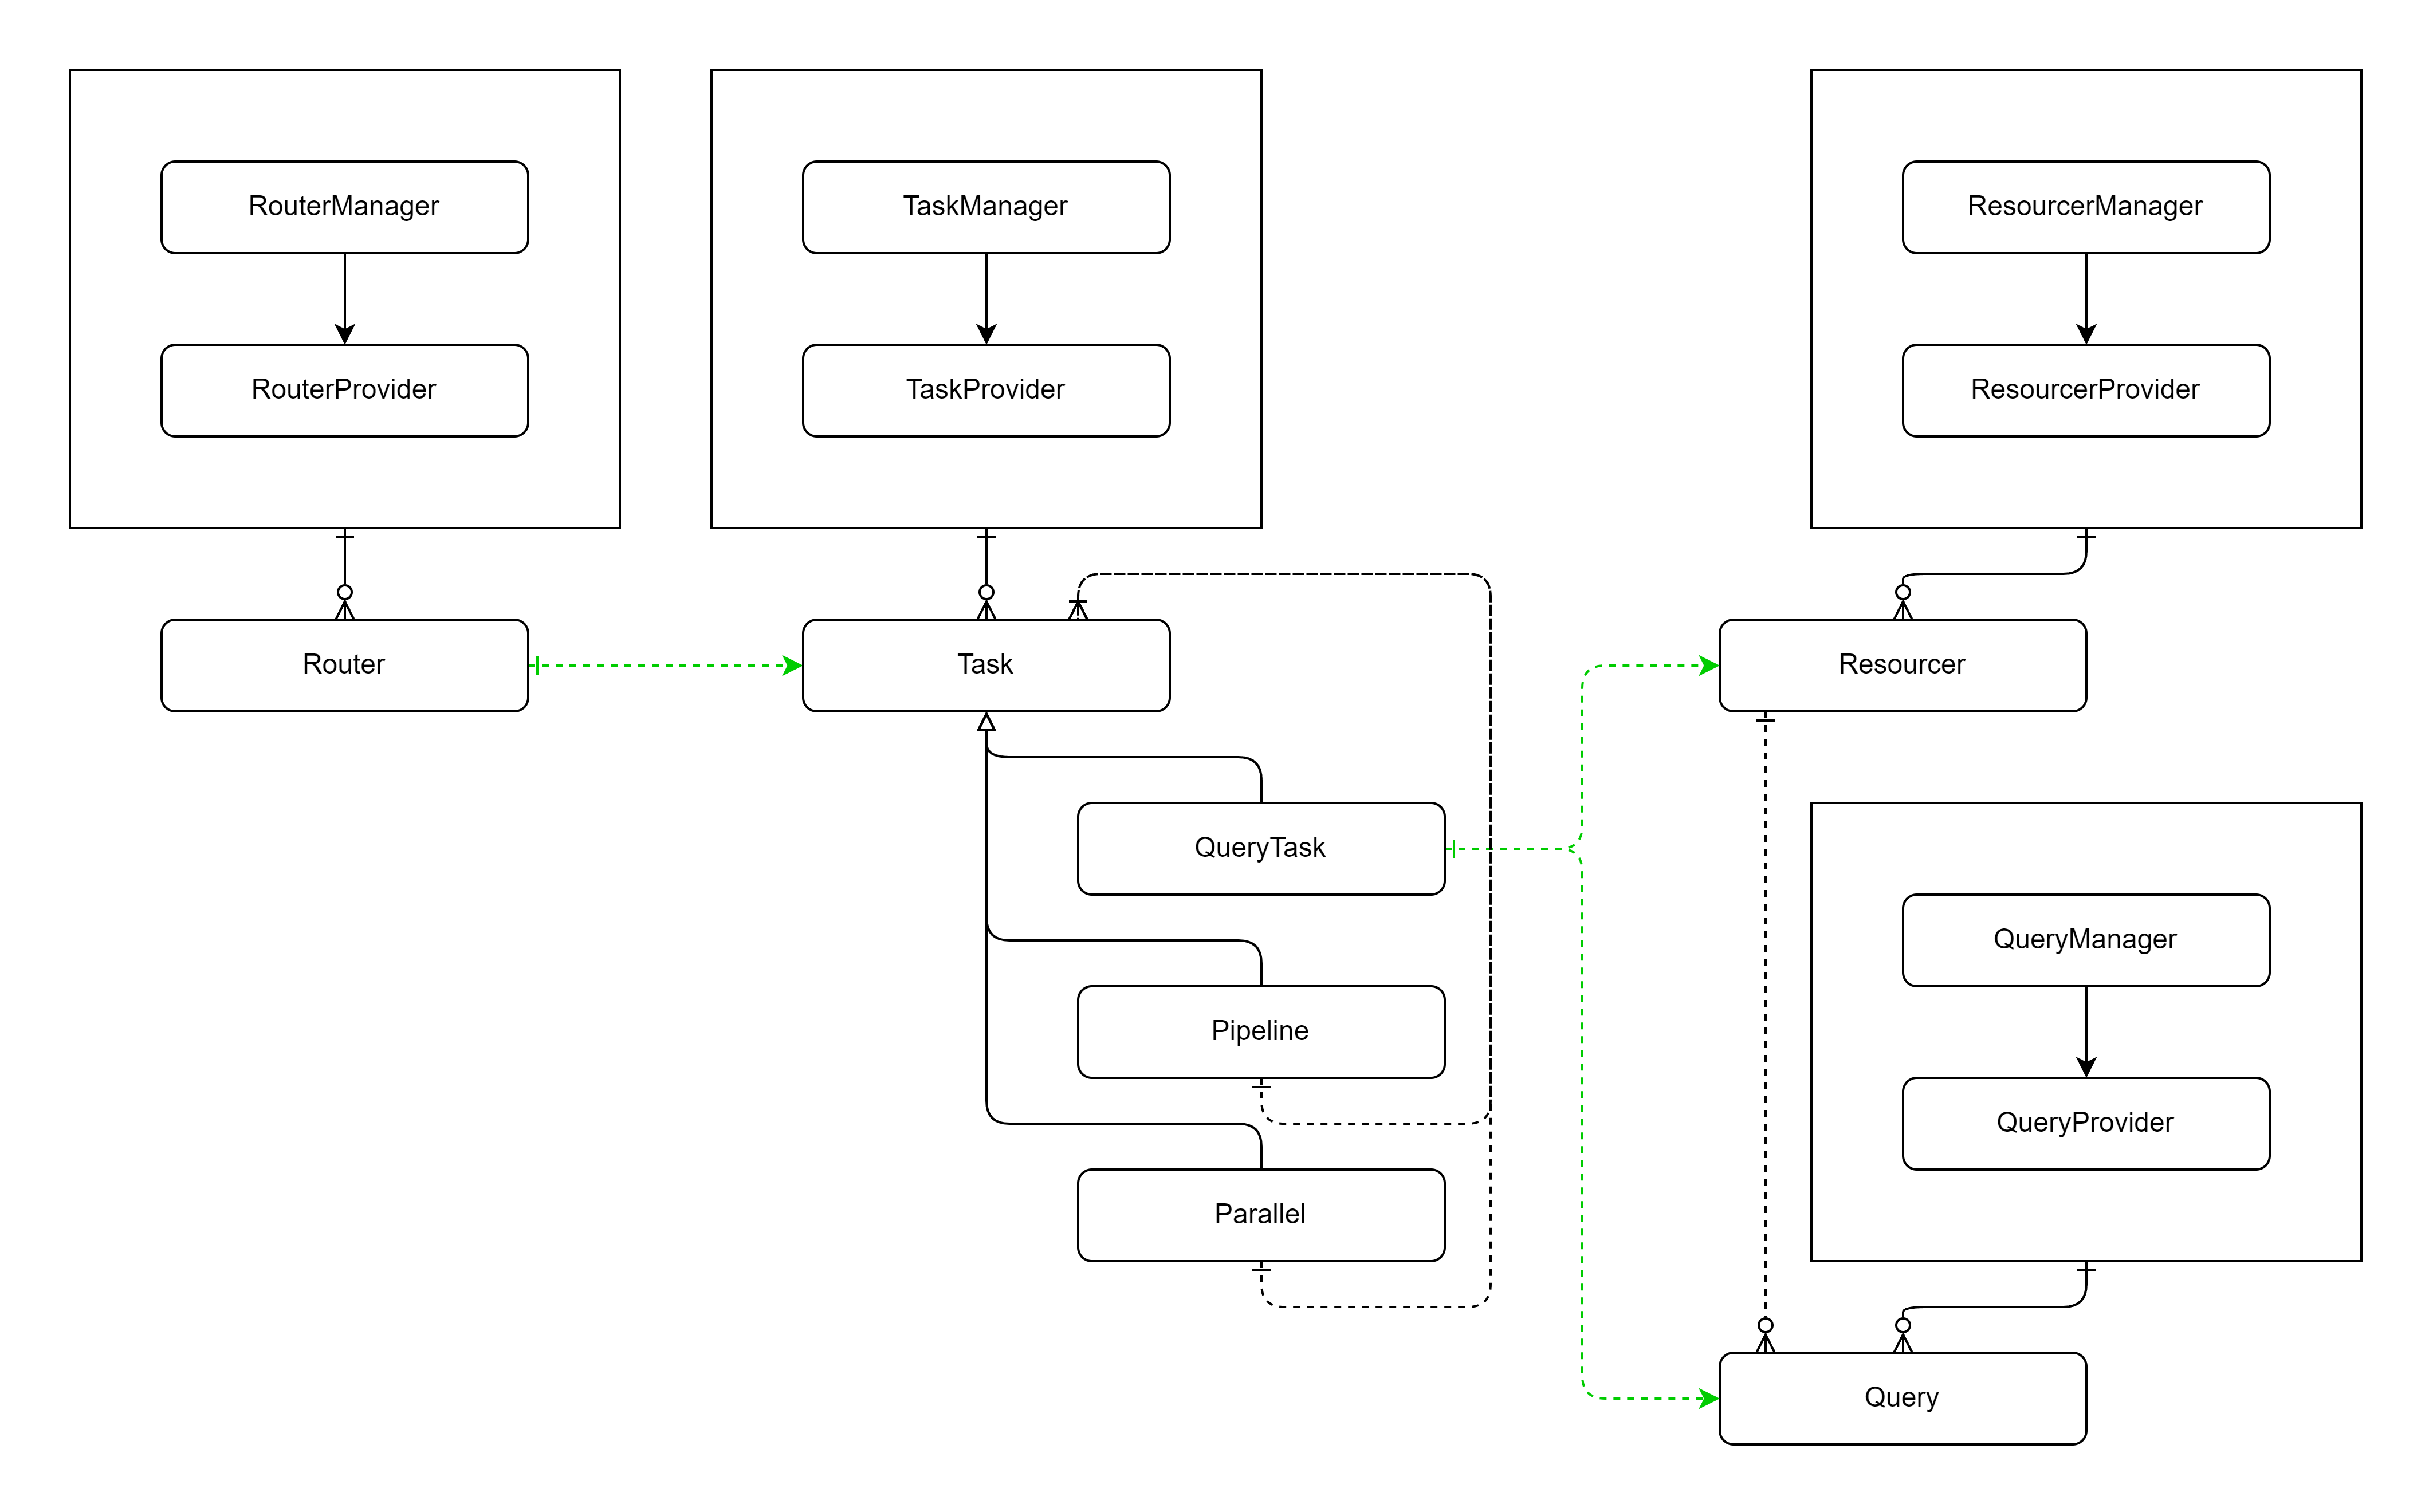 RouterManager
TaskManager
ResourcerManager
RouterProvider
TaskProvider
ResourcerProvider
Router
Task
Resourcer
QueryTask
QueryManager
Pipeline
QueryProvider
Parallel
Query